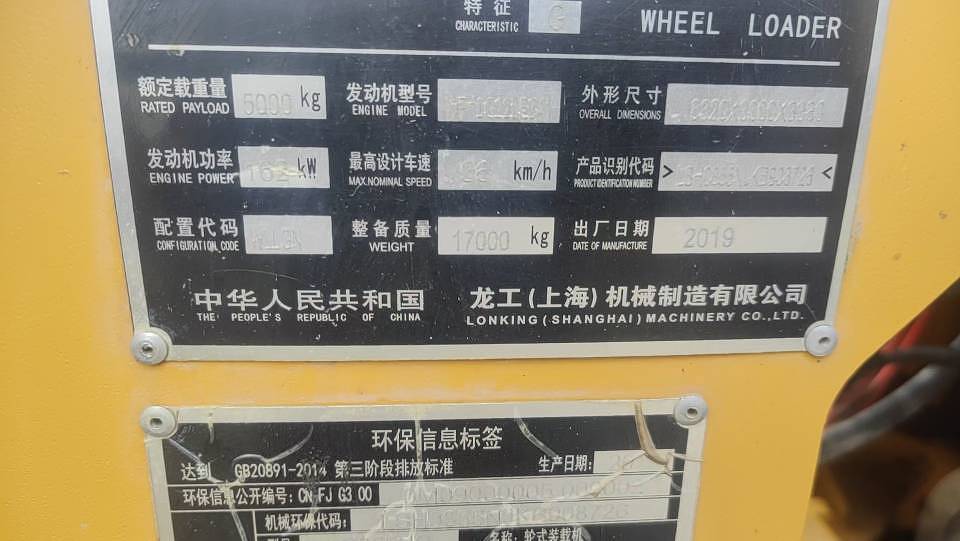 特征 G WHEEL LOADER
CHARACTERISTIC
额定载重量 5000 kg 发动机型号 外形尺寸
RATED PAYLOAD ENGINE MODEL OVERALL DIMENSIONS
发动机功率 162 kW 最高设计车速 36 km/h 产品识别代码 > <
ENGINE POWER MAX.NOMINAL SPEED PRODUCT IDENTIFICATION NUMBER
配置代码 整备质量 17000 kg 出厂日期 2019
CONFIGURATION CODE WEIGHT DATE OF MANUFACTURE
中华人民共和国 龙工(上海)机械制造有限公司
THE PEOPLE'S REPUBLIC OF CHINA LONKING (SHANGHAI) MACHINERY CO.,LTD.
环保信息标签
达到 GB20891-2014 第三阶段排放标准 生产日期:
环保信息公开编号: CN FJ G3 00
机械环保代码:
名称: 轮式装载机